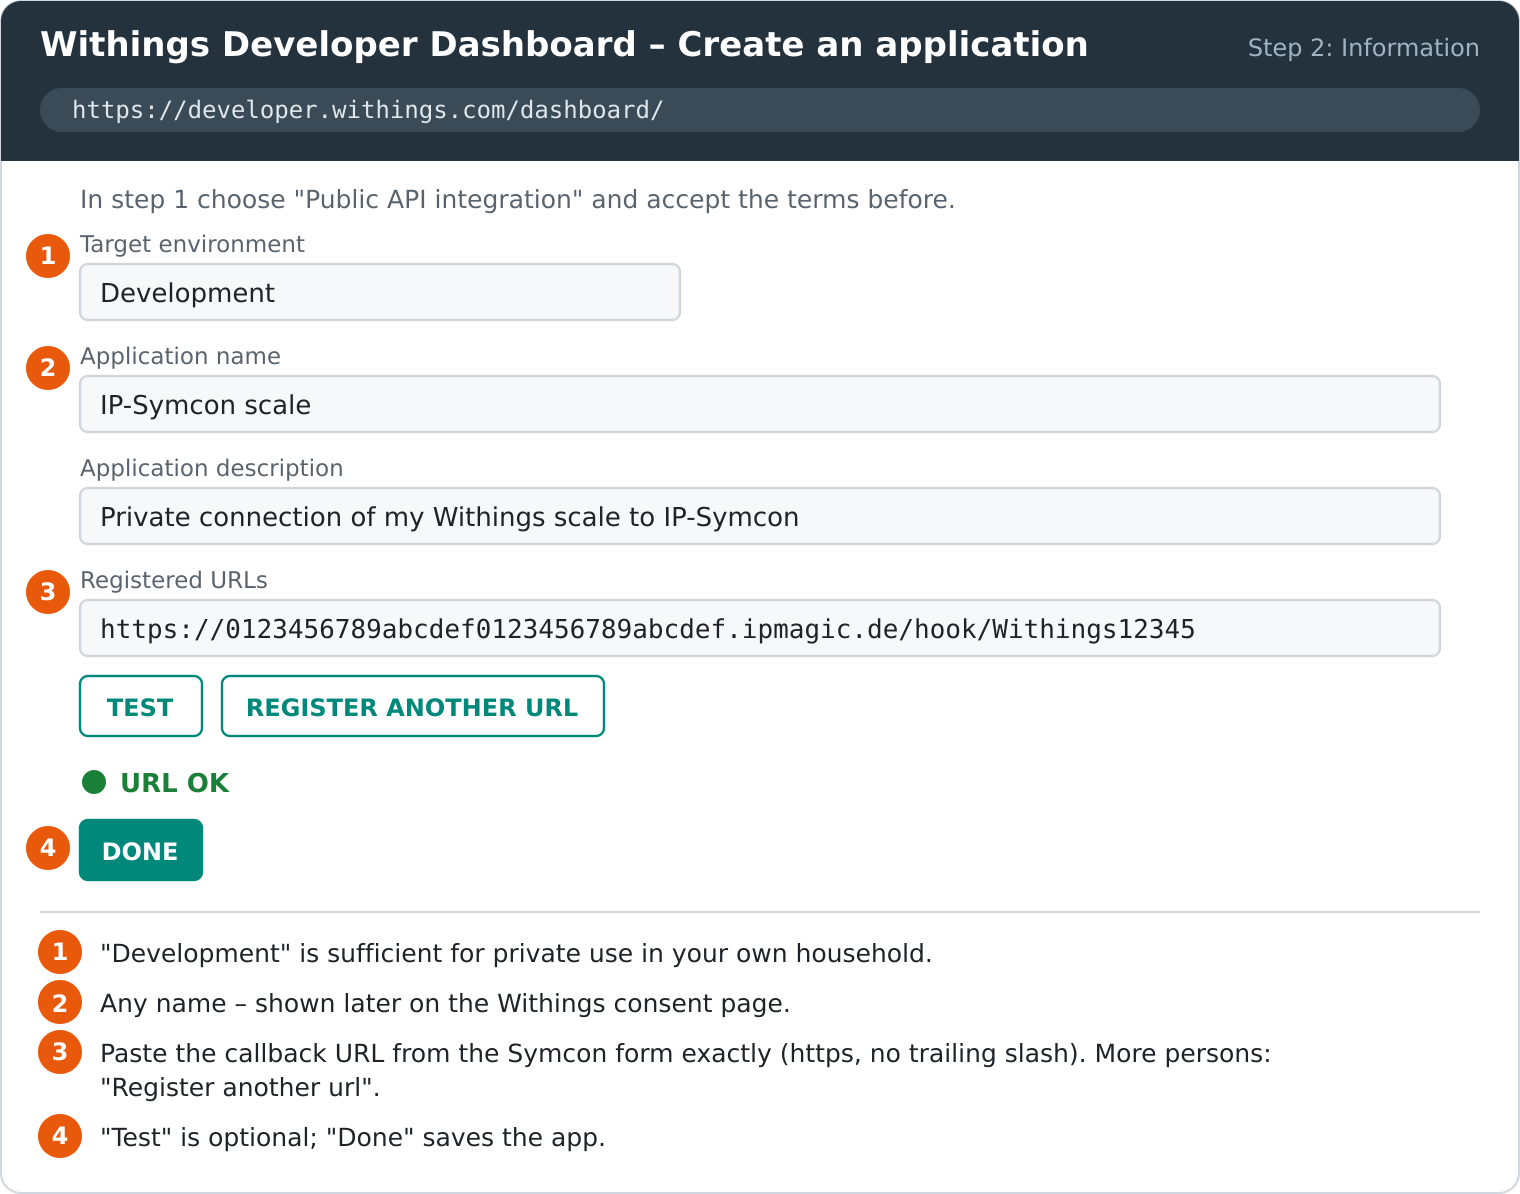 Withings Developer Dashboard – Create an application
Step 2: Information
https://developer.withings.com/dashboard/
In step 1 choose "Public API integration" and accept the terms before.
1 Target environment
Development
2 Application name
IP-Symcon scale
Application description
Private connection of my Withings scale to IP-Symcon
3 Registered URLs
https://0123456789abcdef0123456789abcdef.ipmagic.de/hook/Withings12345
TEST REGISTER ANOTHER URL
URL OK
4 DONE
1 "Development" is sufficient for private use in your own household.
2 Any name – shown later on the Withings consent page.
3 Paste the callback URL from the Symcon form exactly (https, no trailing slash). More persons:
"Register another url".
4 "Test" is optional; "Done" saves the app.